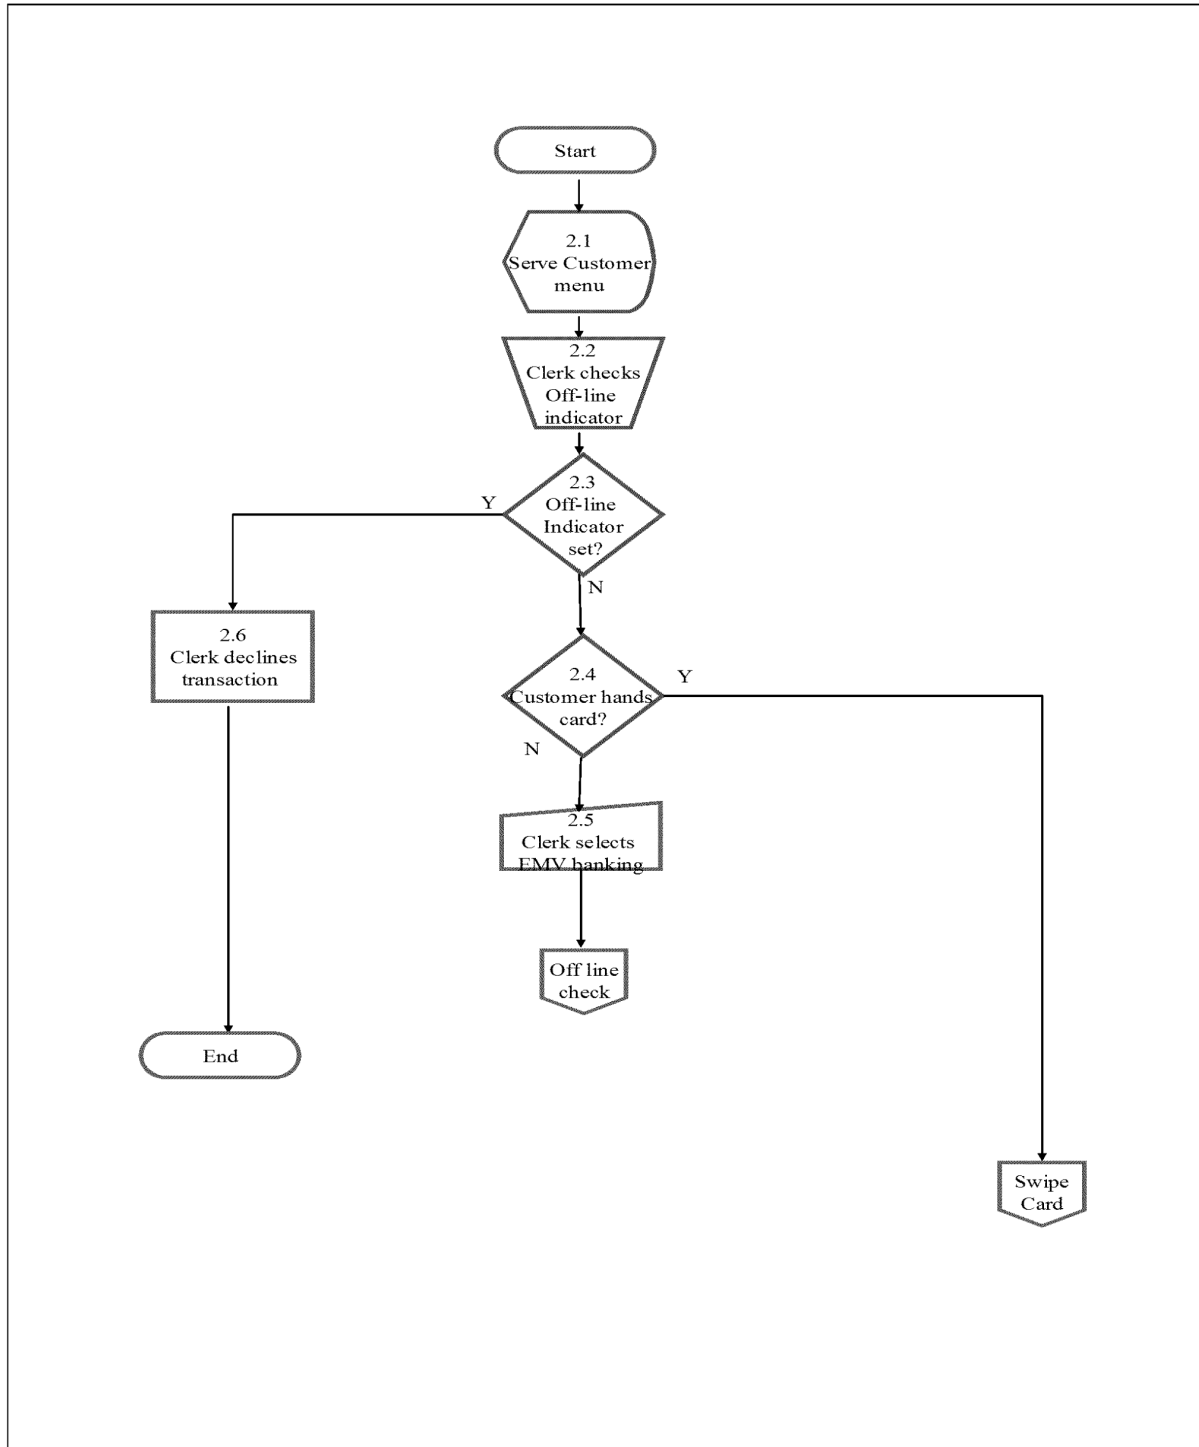 Start
2.1
Serve Customer
menu
2.2
Clerk checks
Off-line
indicator
2.3
Off-line
Indicator
set?
Y
N
2.6
Clerk declines
transaction
2.4
Customer hands
card?
Y
N
2.5
Clerk selects
EMV banking
Off line
check
End
Swipe
Card